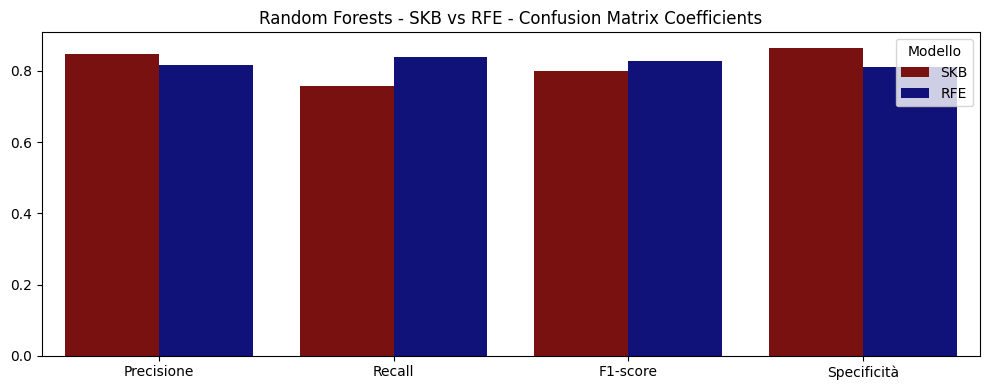 Random Forests - SKB vs RFE - Confusion Matrix Coefficients
Modello
SKB
RFE
0.8
0.6
0.4
0.2
0.0
Precisione
Recall
F1-score
Specificità